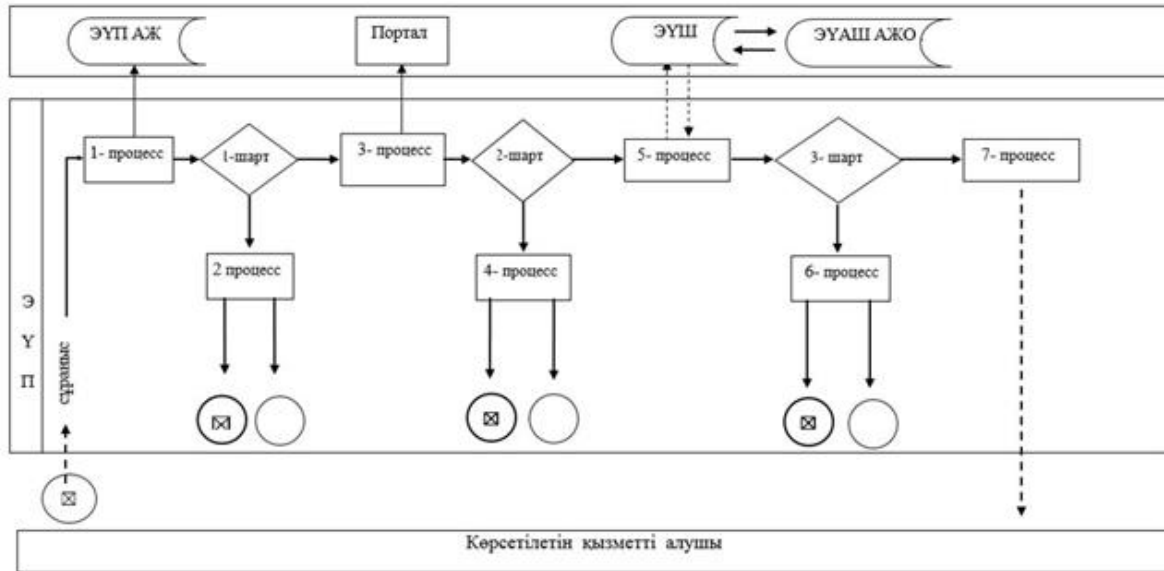 ЭҮП АЖ
Портал
ЭҮШ
ЭҮАШ АЖО
1- процесс
1-шарт
3- процесс
2-шарт
5- процесс
3- шарт
7- процесс
2 процесс
4- процесс
6- процесс
Э
Ү
П
сұраныс
Көрсетілетін қызметті алушы